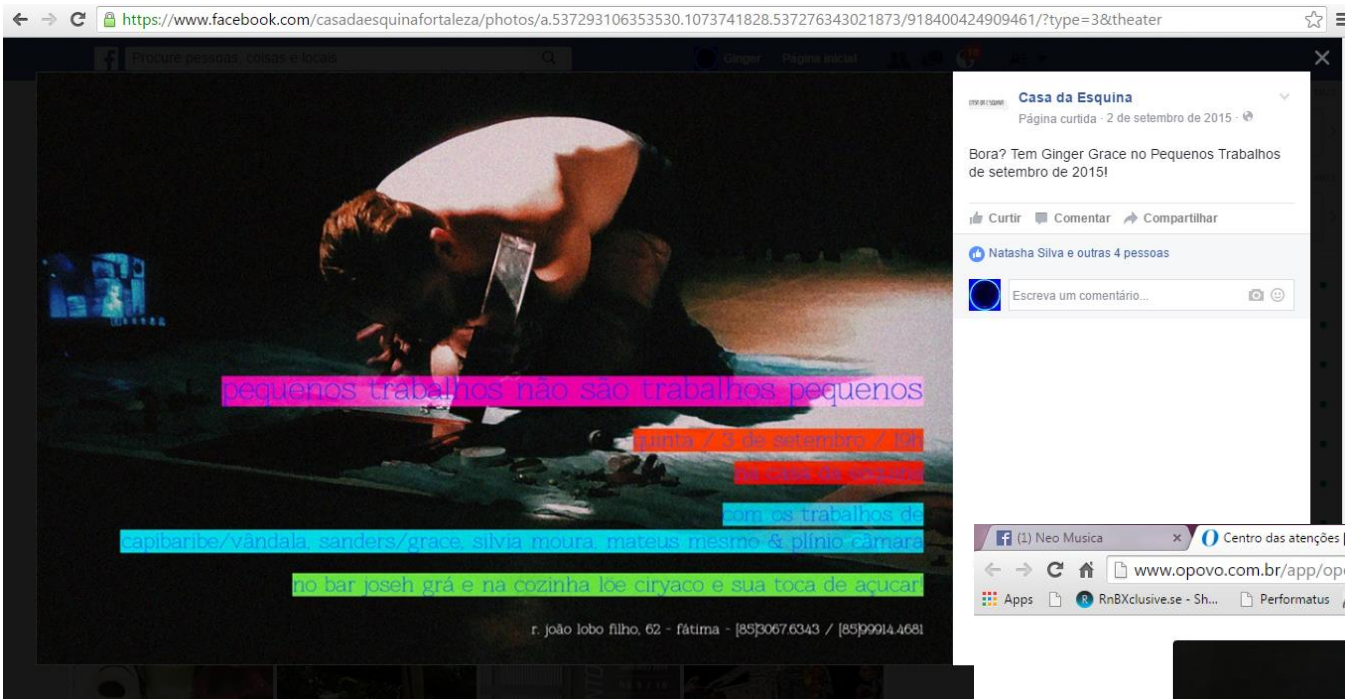 https://www.facebook.com/casadaesquinafortaleza/photos/a.537293106353530.1073741828.537276343021873/918400424909461/?type=3&theater
Procure pessoas, coisas e locais
Ginger Página inicial
Casa da Esquina
Página curtida · 2 de setembro de 2015 ·
Bora? Tem Ginger Grace no Pequenos Trabalhos
de setembro de 2015!
Curtir Comentar Compartilhar
Natasha Silva e outras 4 pessoas
Escreva um comentário...
pequenos trabalhos não são trabalhos pequenos
quinta / 3 de setembro / 19h
na casa da esquina
com os trabalhos de
capibaribe/vândala, sanders/grace, silvia moura, mateus mesmo & plínio câmara
no bar joseh grá e na cozinha lôe ciryaco e sua toca de açucar!
r. joão lobo filho, 62 - fátima - [85]3067.6343 / [85]99914.4681
(1) Neo Musica
Centro das atenções
www.opovo.com.br/app/op
Apps
RnBXclusive.se - Sh...
Performatus